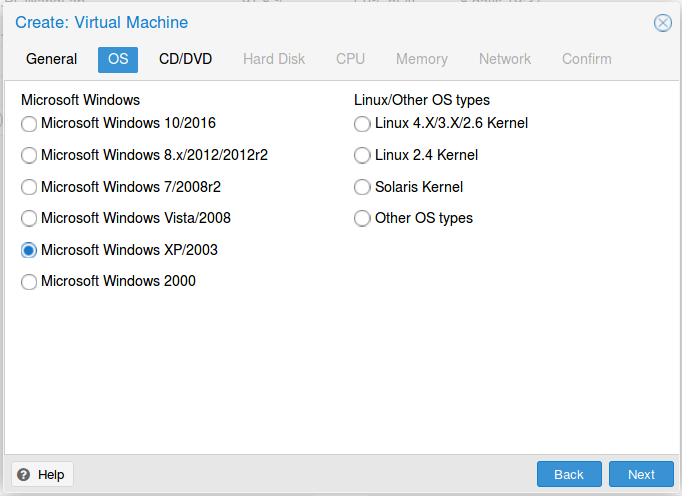 Create: Virtual Machine
General OS CD/DVD Hard Disk CPU Memory Network Confirm
Microsoft Windows
Microsoft Windows 10/2016
Microsoft Windows 8.x/2012/2012r2
Microsoft Windows 7/2008r2
Microsoft Windows Vista/2008
Microsoft Windows XP/2003
Microsoft Windows 2000
Linux/Other OS types
Linux 4.X/3.X/2.6 Kernel
Linux 2.4 Kernel
Solaris Kernel
Other OS types
Help
Back Next